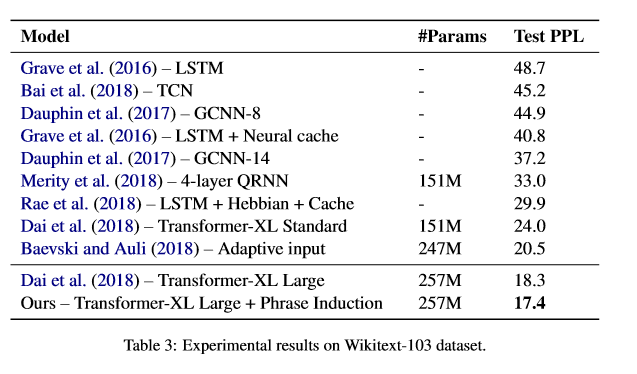 Model #Params Test PPL
Grave et al. (2016) – LSTM - 48.7
Bai et al. (2018) – TCN - 45.2
Dauphin et al. (2017) – GCNN-8 - 44.9
Grave et al. (2016) – LSTM + Neural cache - 40.8
Dauphin et al. (2017) – GCNN-14 - 37.2
Merity et al. (2018) – 4-layer QRNN 151M 33.0
Rae et al. (2018) – LSTM + Hebbian + Cache - 29.9
Dai et al. (2018) – Transformer-XL Standard 151M 24.0
Baevski and Auli (2018) – Adaptive input 247M 20.5
Dai et al. (2018) – Transformer-XL Large 257M 18.3
Ours – Transformer-XL Large + Phrase Induction 257M 17.4
Table 3: Experimental results on Wikitext-103 dataset.